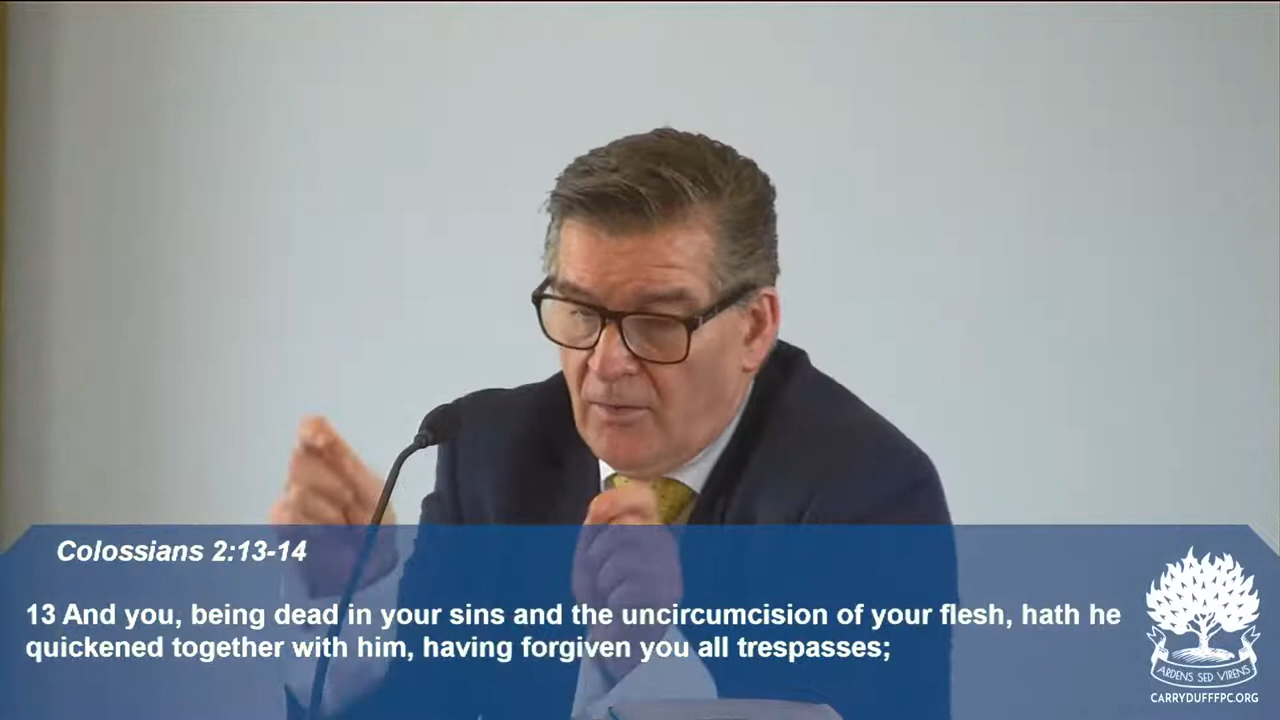 Colossians 2:13-14
13 And you, being dead in your sins and the uncircumcision of your flesh, hath he
quickened together with him, having forgiven you all trespasses;
ARDENS SED VIRENS
CARRYDUFFFPC.ORG